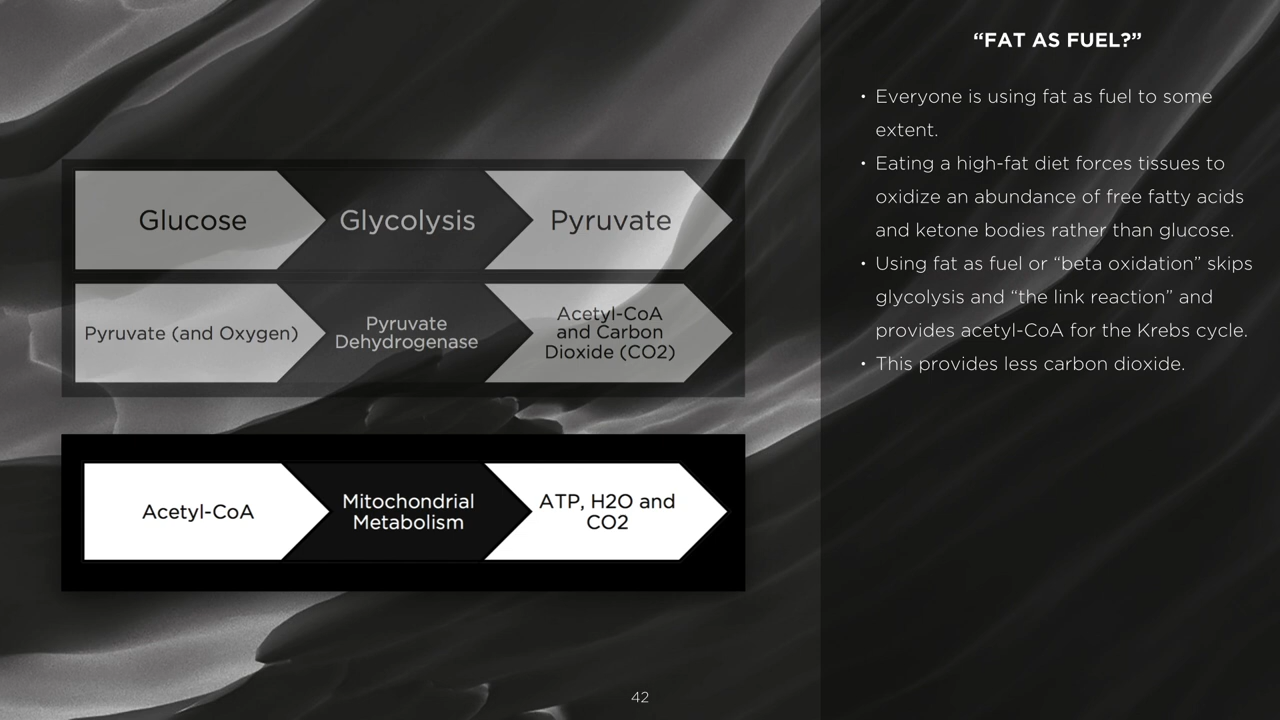 Glucose
Glycolysis
Pyruvate
Pyruvate (and Oxygen)
Pyruvate
Dehydrogenase
Acetyl-CoA
and Carbon
Dioxide (CO2)
Acetyl-CoA
Mitochondrial
Metabolism
ATP, H2O and
CO2
“FAT AS FUEL?”
• Everyone is using fat as fuel to some
extent.
• Eating a high-fat diet forces tissues to
oxidize an abundance of free fatty acids
and ketone bodies rather than glucose.
• Using fat as fuel or “beta oxidation” skips
glycolysis and “the link reaction” and
provides acetyl-CoA for the Krebs cycle.
• This provides less carbon dioxide.
42